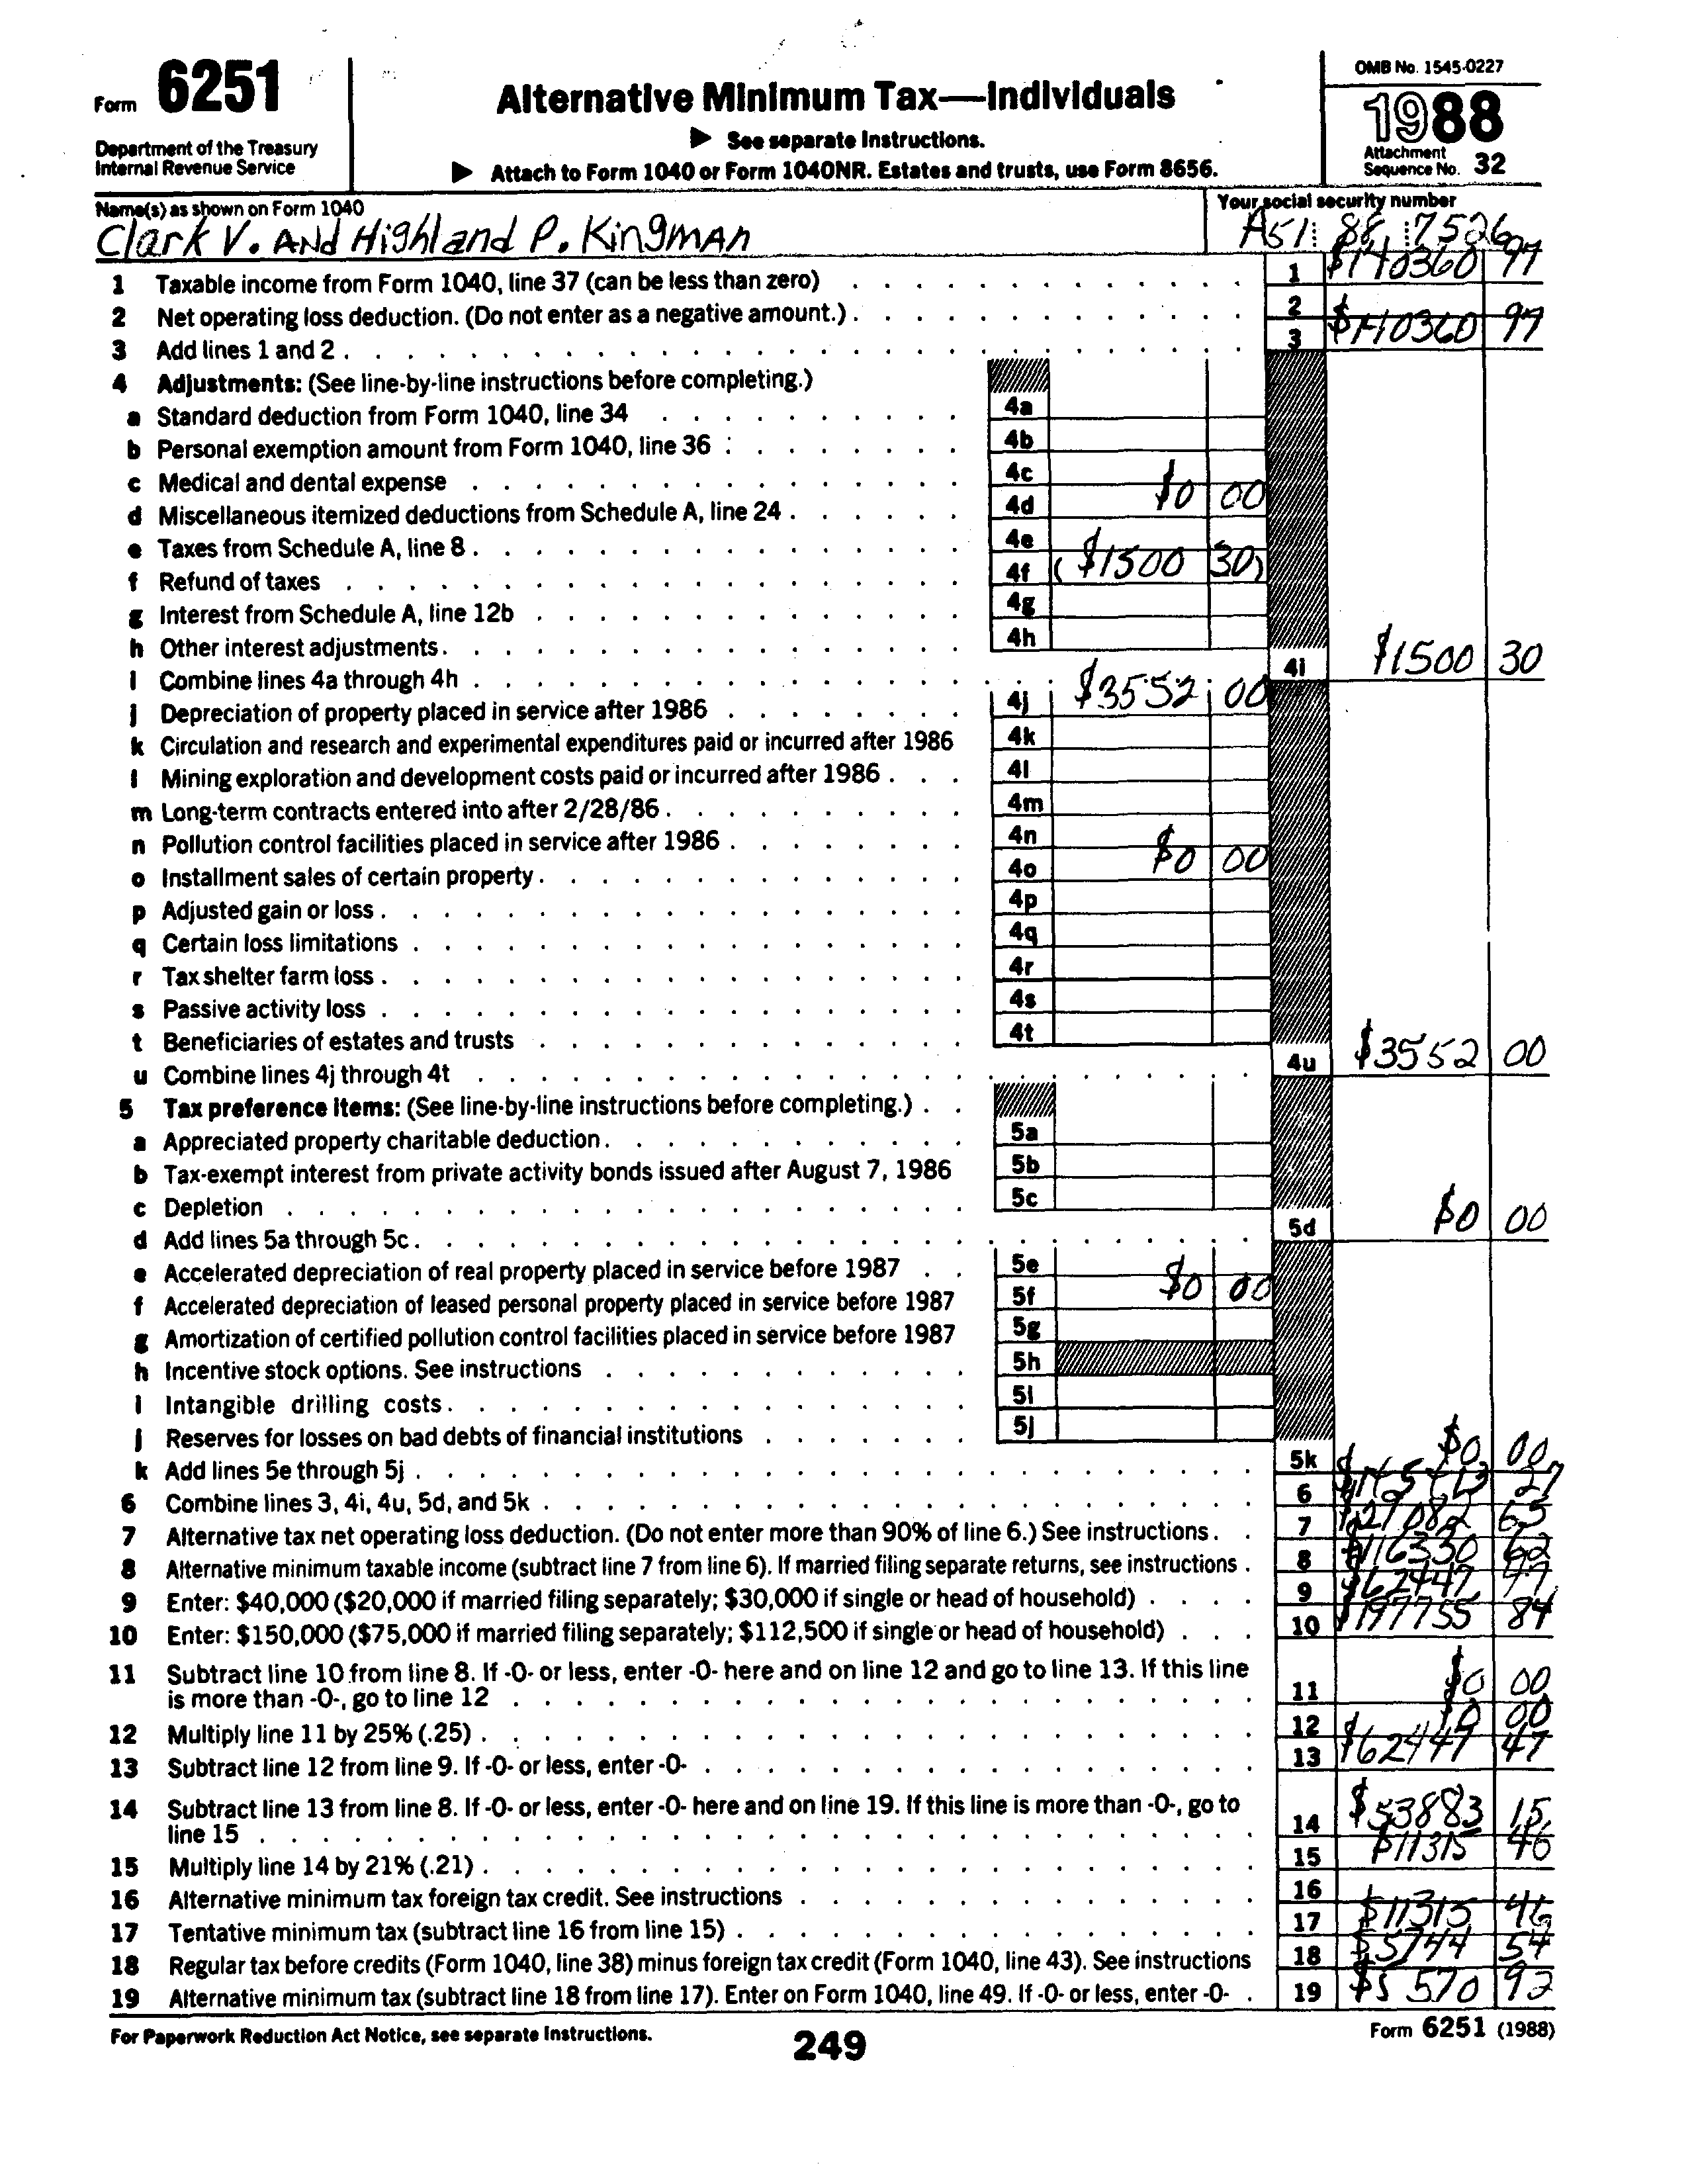 Form 6251
Department of the Treasury
Internal Revenue Service
Alternative Minimum Tax—Individuals
▶ See separate Instructions.
▶ Attach to Form 1040 or Form 1040NR. Estates and trusts, use Form 8656.
OMB No. 1545-0227
1988
Attachment
Sequence No. 32
Name(s) as shown on Form 1040
Clark V. AND Highland P. Kingman
Your social security number
A51 88 7526
1 Taxable income from Form 1040, line 37 (can be less than zero) 1 $140360 97
2 Net operating loss deduction. (Do not enter as a negative amount.) 2
3 Add lines 1 and 2 3 $140360 97
4 Adjustments: (See line-by-line instructions before completing.)
a Standard deduction from Form 1040, line 34 4a
b Personal exemption amount from Form 1040, line 36 4b
c Medical and dental expense 4c
d Miscellaneous itemized deductions from Schedule A, line 24 4d $0 00
e Taxes from Schedule A, line 8 4e
f Refund of taxes 4f ( $1500 30)
g Interest from Schedule A, line 12b 4g
h Other interest adjustments 4h
i Combine lines 4a through 4h 4i $1500 30
j Depreciation of property placed in service after 1986 4j $3552 00
k Circulation and research and experimental expenditures paid or incurred after 1986 4k
l Mining exploration and development costs paid or incurred after 1986 4l
m Long-term contracts entered into after 2/28/86 4m
n Pollution control facilities placed in service after 1986 4n
o Installment sales of certain property 4o $0 00
p Adjusted gain or loss 4p
q Certain loss limitations 4q
r Tax shelter farm loss 4r
s Passive activity loss 4s
t Beneficiaries of estates and trusts 4t
u Combine lines 4j through 4t 4u $3552 00
5 Tax preference items: (See line-by-line instructions before completing.)
a Appreciated property charitable deduction 5a
b Tax-exempt interest from private activity bonds issued after August 7, 1986 5b
c Depletion 5c
d Add lines 5a through 5c 5d $0 00
e Accelerated depreciation of real property placed in service before 1987 5e
f Accelerated depreciation of leased personal property placed in service before 1987 5f $0 00
g Amortization of certified pollution control facilities placed in service before 1987 5g
h Incentive stock options. See instructions 5h
i Intangible drilling costs 5i
j Reserves for losses on bad debts of financial institutions 5j
k Add lines 5e through 5j 5k $0 00
6 Combine lines 3, 4i, 4u, 5d, and 5k 6 $145413 27
7 Alternative tax net operating loss deduction. (Do not enter more than 90% of line 6.) See instructions 7 $29082 65
8 Alternative minimum taxable income (subtract line 7 from line 6). If married filing separate returns, see instructions 8 $116330 62
9 Enter: $40,000 ($20,000 if married filing separately; $30,000 if single or head of household) 9 $62447 47
10 Enter: $150,000 ($75,000 if married filing separately; $112,500 if single or head of household) 10 $197755 84
11 Subtract line 10 from line 8. If -0- or less, enter -0- here and on line 12 and go to line 13. If this line
is more than -0-, go to line 12 11 $0 00
12 Multiply line 11 by 25% (.25) 12 $0 00
13 Subtract line 12 from line 9. If -0- or less, enter -0- 13 $62447 47
14 Subtract line 13 from line 8. If -0- or less, enter -0- here and on line 19. If this line is more than -0-, go to
line 15 14 $53883 15
15 Multiply line 14 by 21% (.21) 15 $11315 46
16 Alternative minimum tax foreign tax credit. See instructions 16
17 Tentative minimum tax (subtract line 16 from line 15) 17 $11315 46
18 Regular tax before credits (Form 1040, line 38) minus foreign tax credit (Form 1040, line 43). See instructions 18 $5744 54
19 Alternative minimum tax (subtract line 18 from line 17). Enter on Form 1040, line 49. If -0- or less, enter -0- 19 $5570 92
For Paperwork Reduction Act Notice, see separate Instructions.
249
Form 6251 (1988)